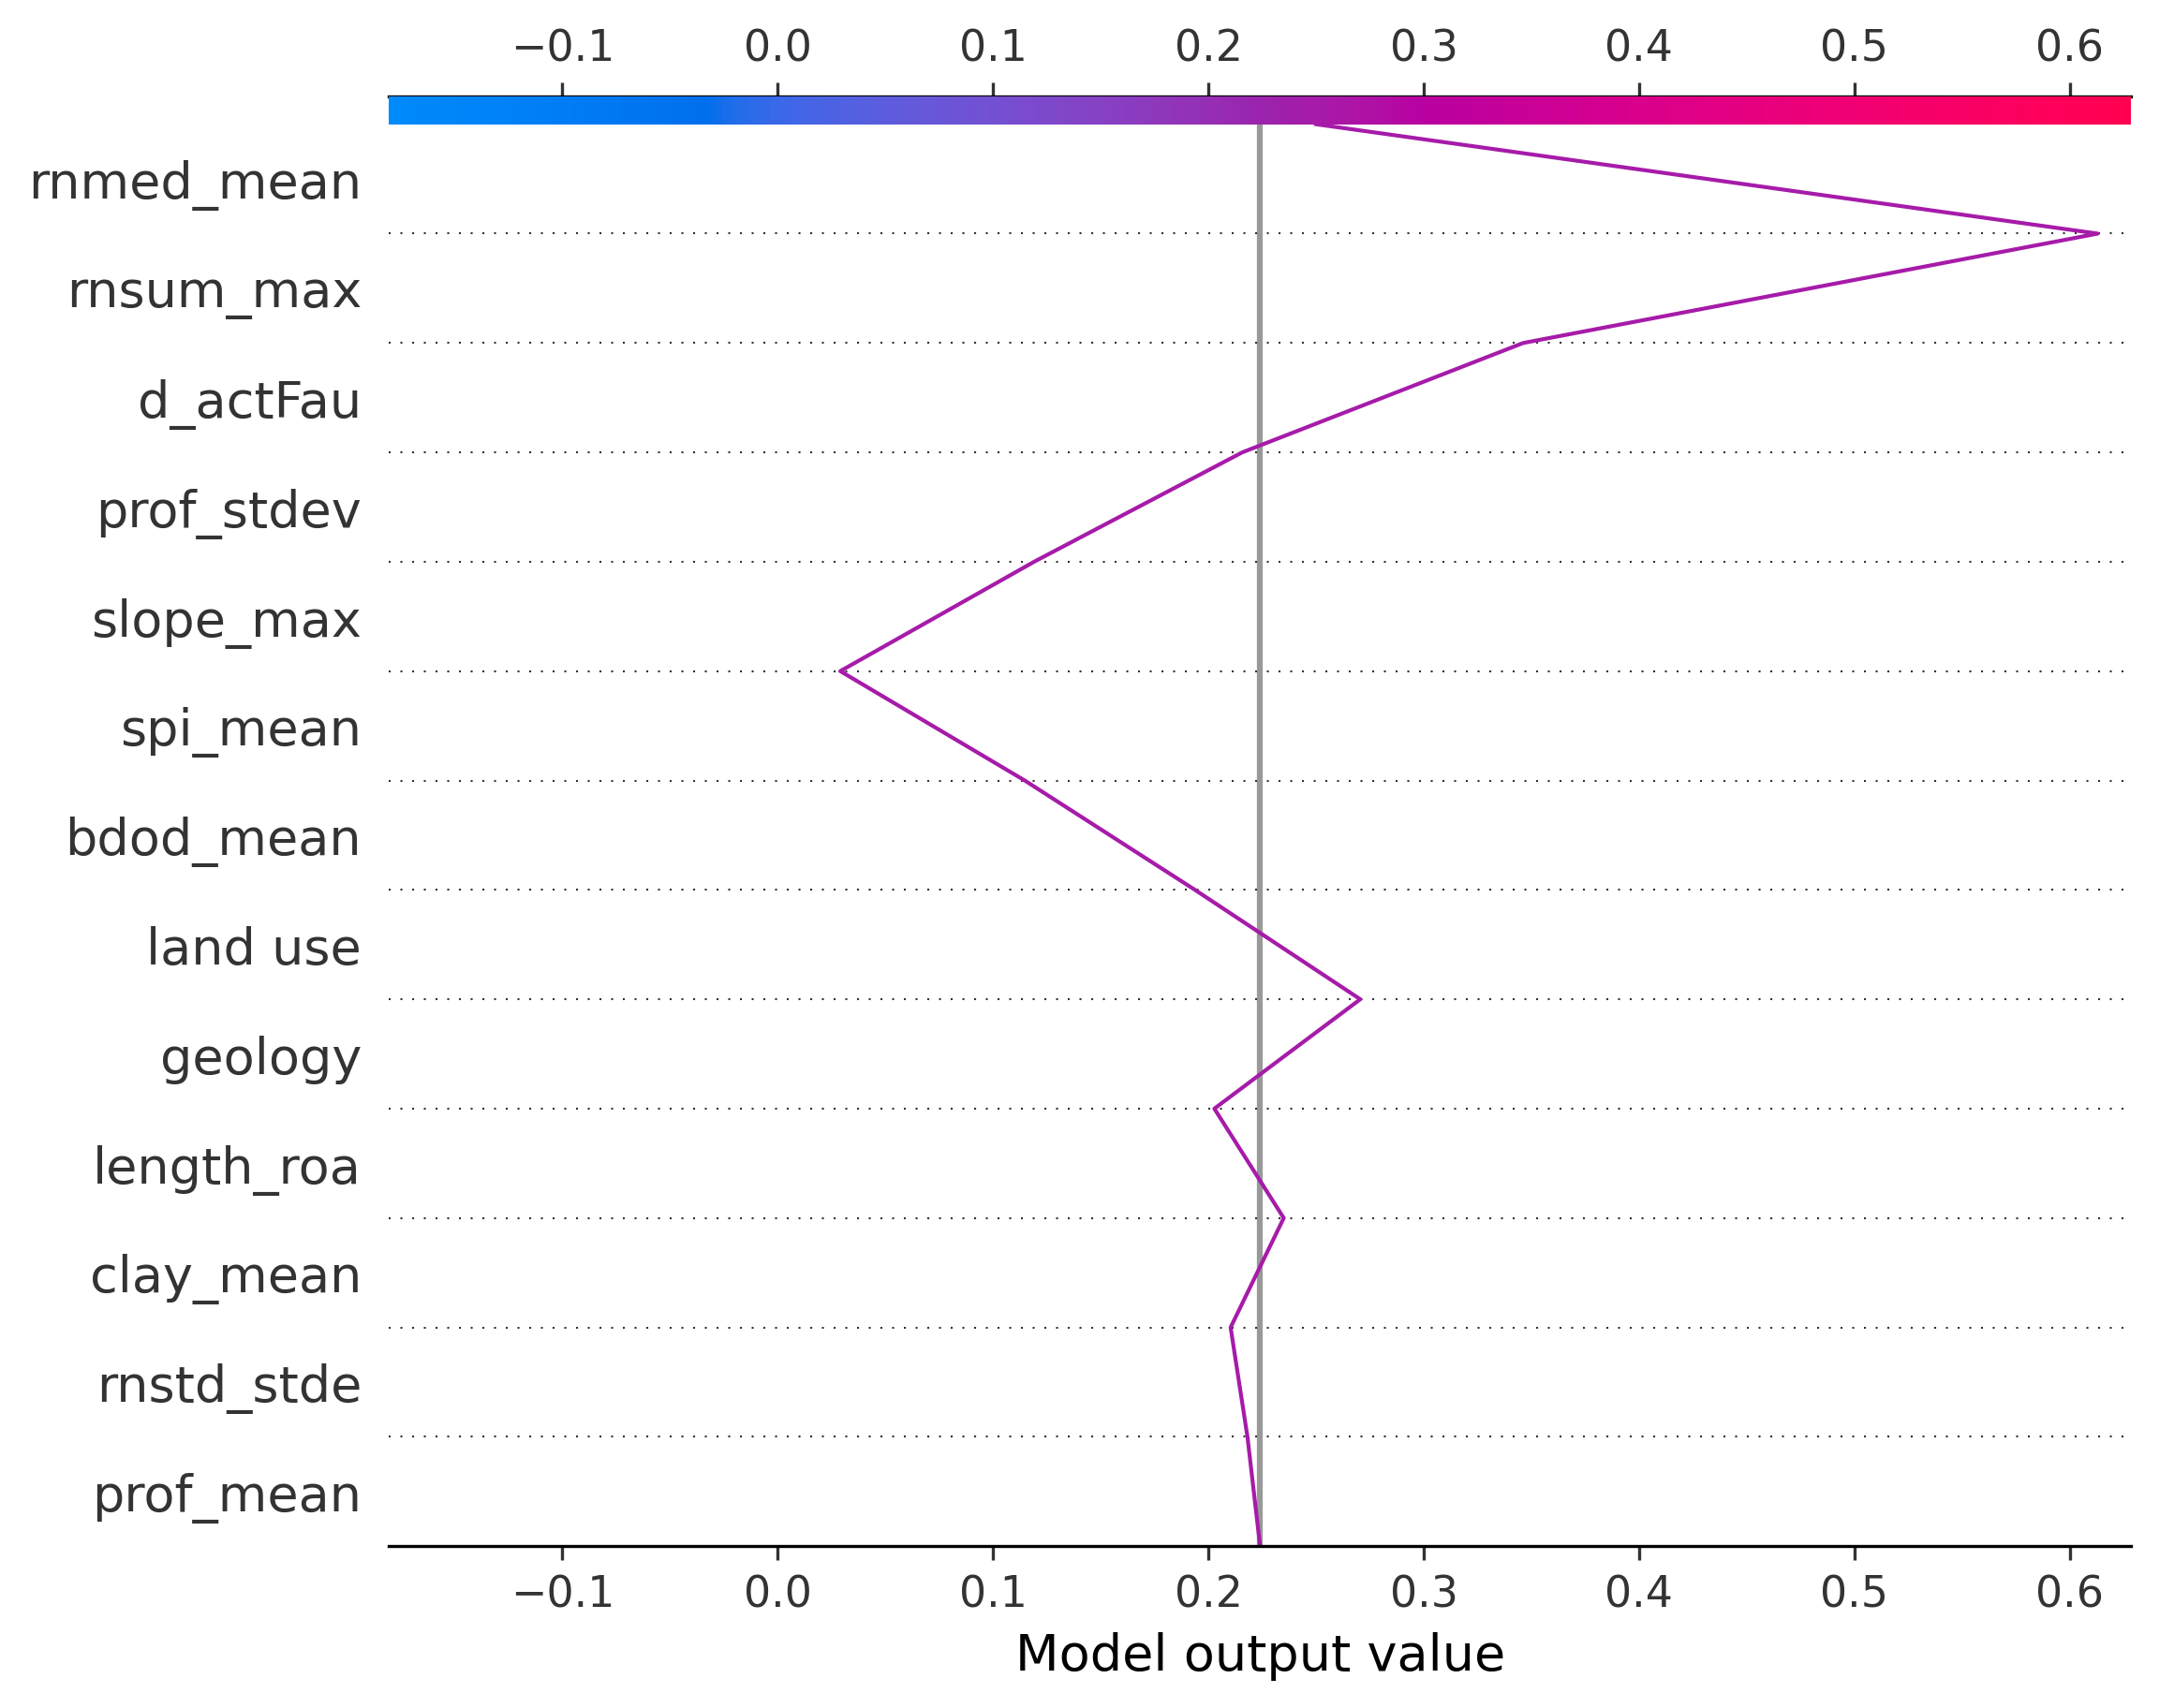 −0.1 0.0 0.1 0.2 0.3 0.4 0.5 0.6
rnmed_mean
rnsum_max
d_actFau
prof_stdev
slope_max
spi_mean
bdod_mean
land use
geology
length_roa
clay_mean
rnstd_stde
prof_mean
−0.1 0.0 0.1 0.2 0.3 0.4 0.5 0.6
Model output value